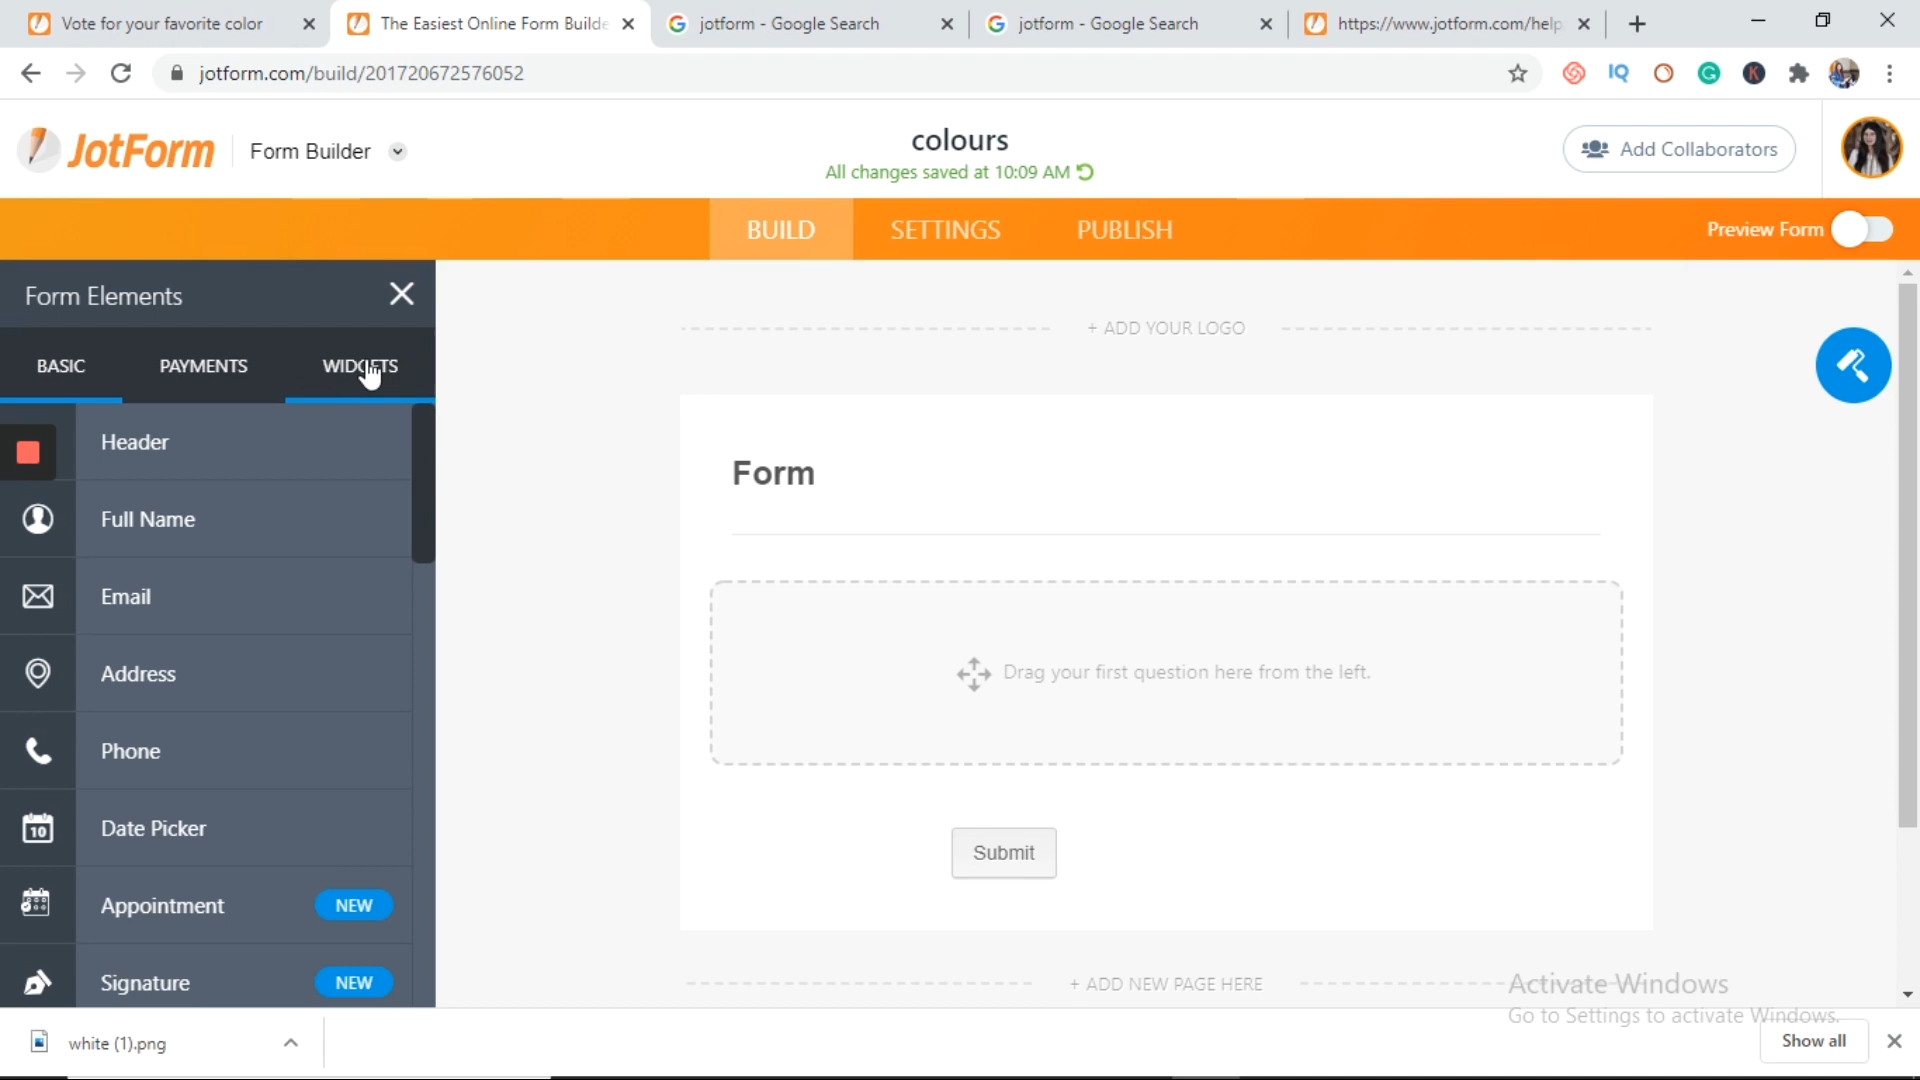 Vote for your favorite color
The Easiest Online Form Builde
jotform - Google Search
jotform - Google Search
https://www.jotform.com/help
jotform.com/build/201720672576052
IQ
K
JotForm
Form Builder
colours
All changes saved at 10:09 AM
Add Collaborators
BUILD
SETTINGS
PUBLISH
Preview Form
Form Elements
BASIC
PAYMENTS
WIDGETS
+ ADD YOUR LOGO
Header
Full Name
Email
Address
Phone
10
Date Picker
Appointment
NEW
Signature
NEW
Form
Drag your first question here from the left.
Submit
+ ADD NEW PAGE HERE
Activate Windows
Go to Settings to activate Windows.
white (1).png
Show all